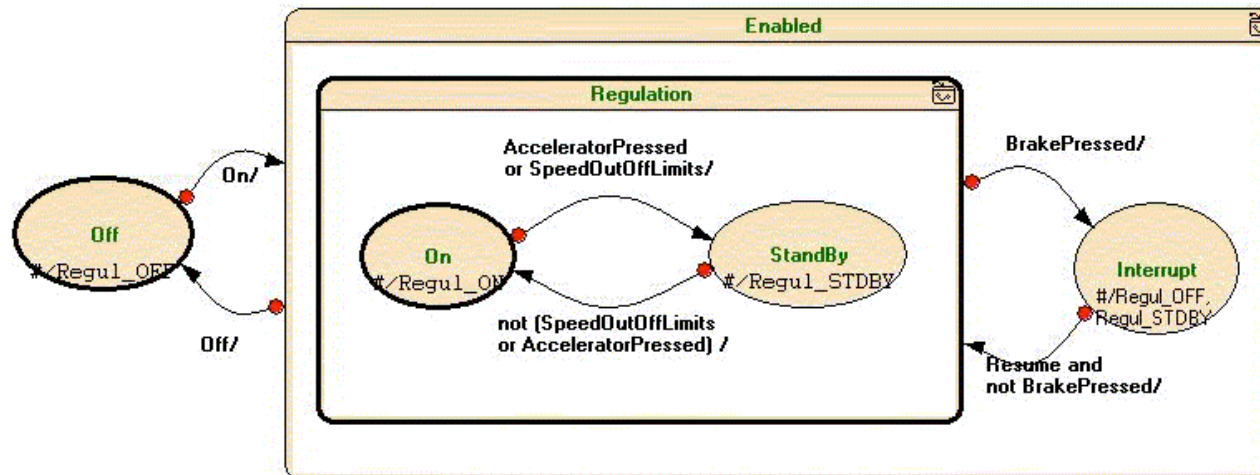 Enabled
Regulation
AcceleratorPressed
or SpeedOutOffLimits/
BrakePressed/
On/
Off
#/Regul_OFF
On
#/Regul_ON
StandBy
#/Regul_STDBY
Interrupt
#/Regul_OFF,
Regul_STDBY
not (SpeedOutOffLimits
or AcceleratorPressed) /
Off/
Resume and
not BrakePressed/